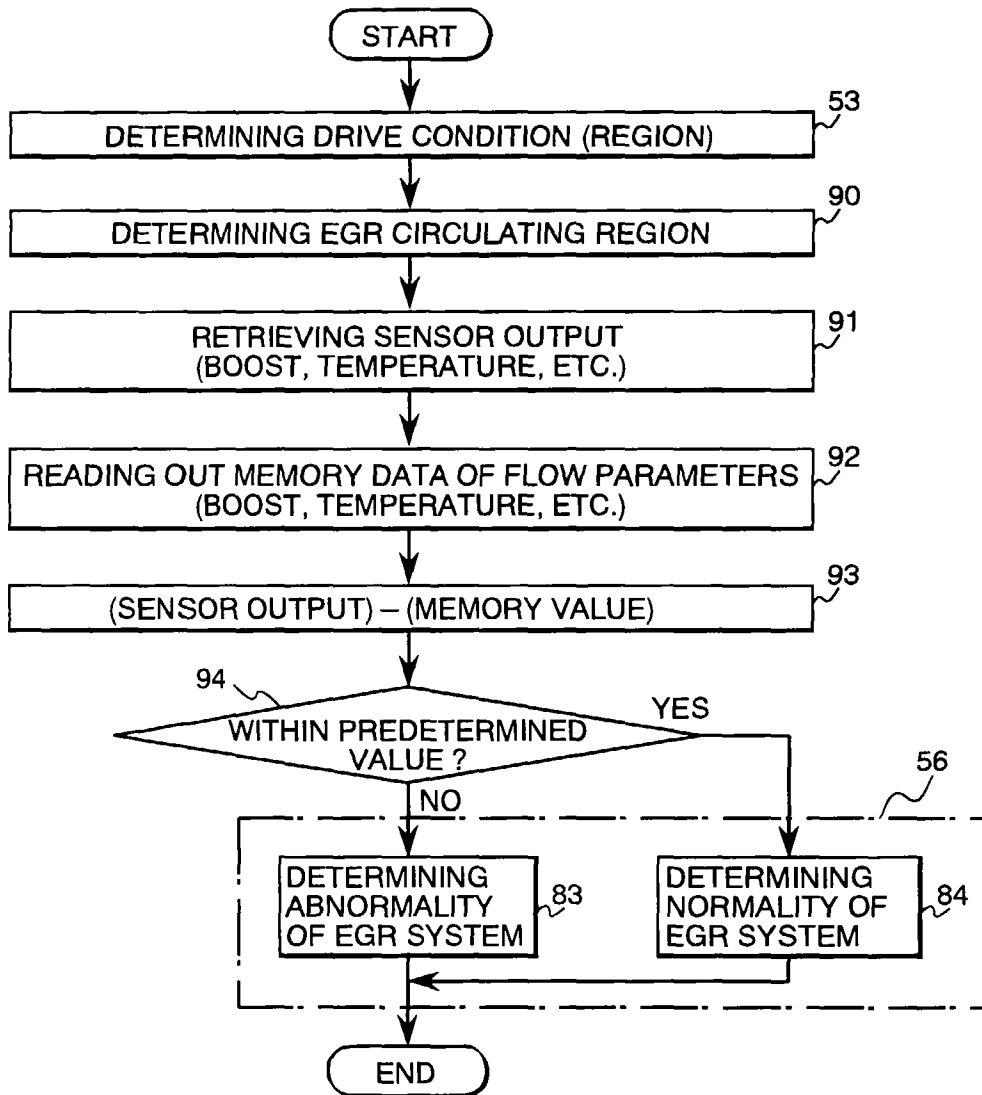 START
53
DETERMINING DRIVE CONDITION (REGION)
90
DETERMINING EGR CIRCULATING REGION
91
RETRIEVING SENSOR OUTPUT
(BOOST, TEMPERATURE, ETC.)
92
READING OUT MEMORY DATA OF FLOW PARAMETERS
(BOOST, TEMPERATURE, ETC.)
93
(SENSOR OUTPUT) – (MEMORY VALUE)
94
WITHIN PREDETERMINED
VALUE ?
YES
NO
56
DETERMINING
ABNORMALITY
OF EGR SYSTEM
83
DETERMINING
NORMALITY OF
EGR SYSTEM
84
END